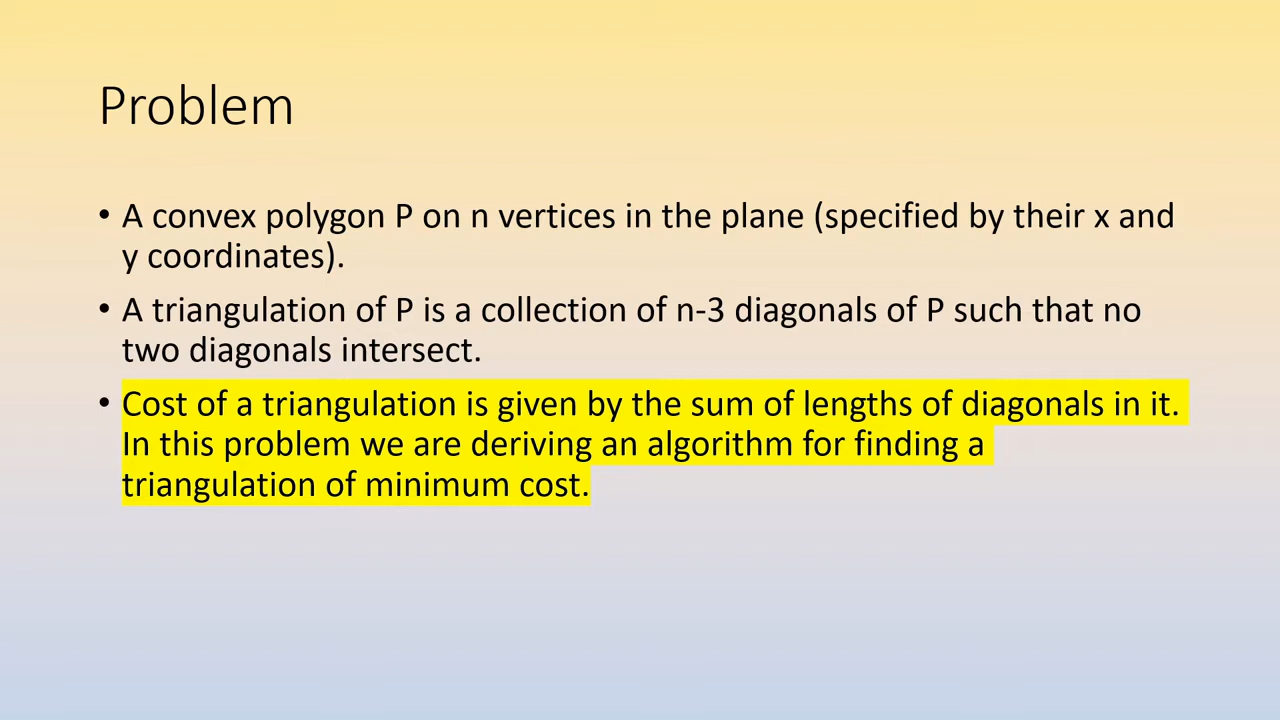 Problem
• A convex polygon P on n vertices in the plane (specified by their x and
y coordinates).
• A triangulation of P is a collection of n-3 diagonals of P such that no
two diagonals intersect.
• Cost of a triangulation is given by the sum of lengths of diagonals in it.
In this problem we are deriving an algorithm for finding a
triangulation of minimum cost.